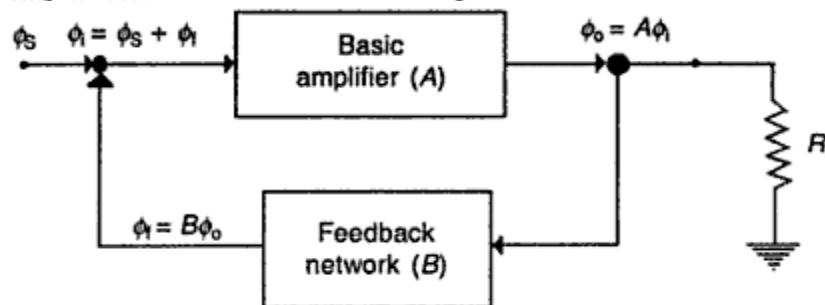 ϕS
ϕi = ϕS + ϕf
Basic
amplifier (A)
ϕo = Aϕi
R
ϕf = Bϕo
Feedback
network (B)